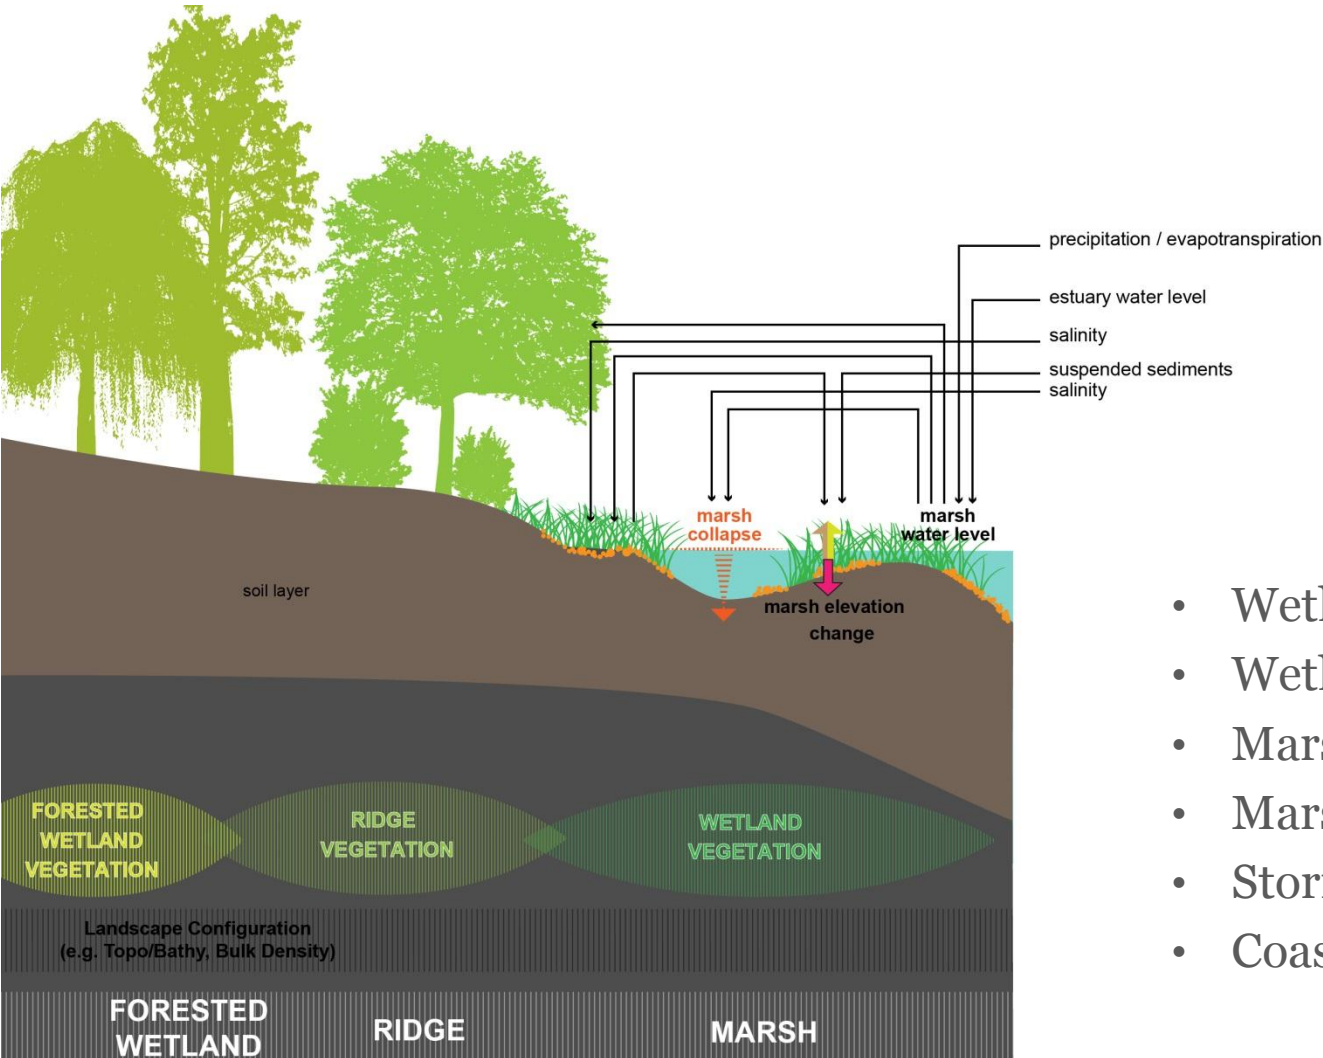 precipitation / evapotranspiration
estuary water level
salinity
suspended sediments
salinity
marsh
collapse
marsh
water level
marsh elevation
change
soil layer
FORESTED
WETLAND
VEGETATION
RIDGE
VEGETATION
WETLAND
VEGETATION
Landscape Configuration
(e.g. Topo/Bathy, Bulk Density)
FORESTED
WETLAND
RIDGE
MARSH